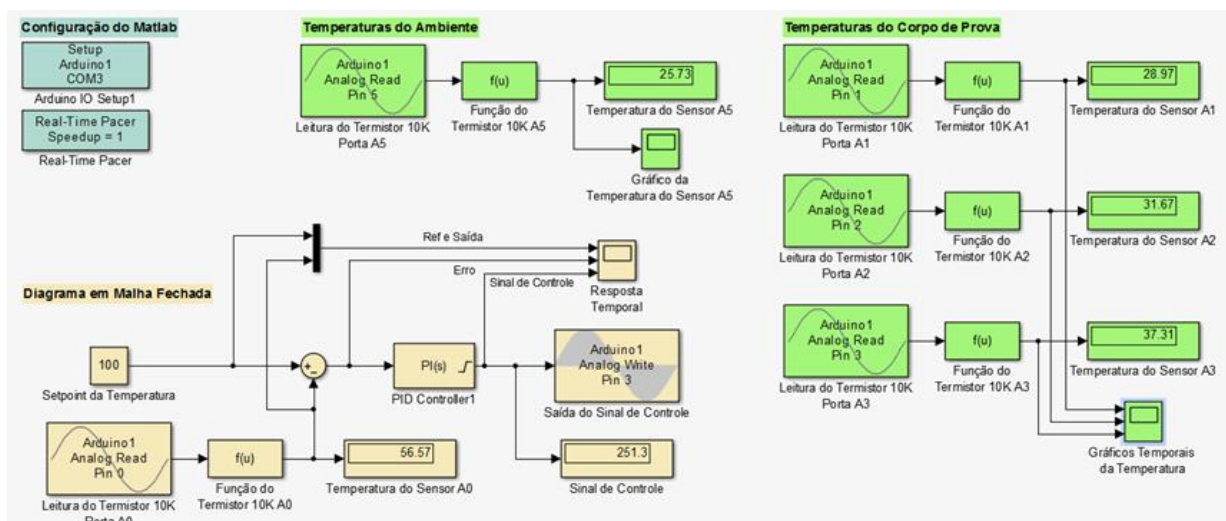 Configuração do Matlab
Setup
Arduino1
COM3
Arduino IO Setup1
Real-Time Pacer
Speedup = 1
Real-Time Pacer
Temperaturas do Ambiente
Arduino1
Analog Read
Pin 5
Leitura do Termistor 10K
Porta A5
f(u)
Função do
Termistor 10K A5
25.73
Temperatura do Sensor A5
Gráfico da
Temperatura do Sensor A5
Temperaturas do Corpo de Prova
Arduino1
Analog Read
Pin 1
Leitura do Termistor 10K
Porta A1
f(u)
Função do
Termistor 10K A1
28.97
Temperatura do Sensor A1
Arduino1
Analog Read
Pin 2
Leitura do Termistor 10K
Porta A2
f(u)
Função do
Termistor 10K A2
31.67
Temperatura do Sensor A2
Arduino1
Analog Read
Pin 3
Leitura do Termistor 10K
Porta A3
f(u)
Função do
Termistor 10K A3
37.31
Temperatura do Sensor A3
Gráficos Temporais
da Temperatura
Diagrama em Malha Fechada
Ref e Saída
Erro
Sinal de Controle
Resposta
Temporal
100
Setpoint da Temperatura
PI(s)
PID Controller1
Arduino1
Analog Write
Pin 3
Saída do Sinal de Controle
Arduino1
Analog Read
Pin 0
Leitura do Termistor 10K
Porta A0
f(u)
Função do
Termistor 10K A0
56.57
Temperatura do Sensor A0
251.3
Sinal de Controle